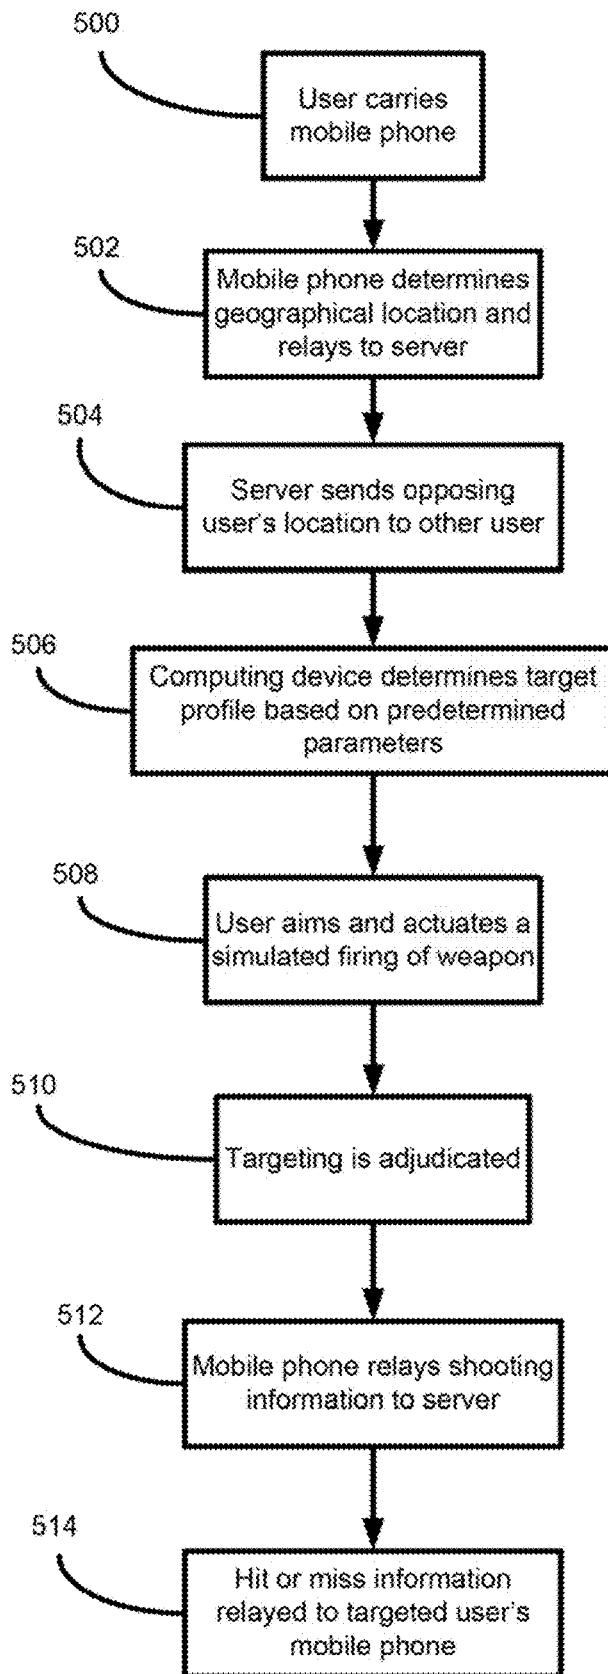 500
User carries
mobile phone
502
Mobile phone determines
geographical location and
relays to server
504
Server sends opposing
user's location to other user
506
Computing device determines target
profile based on predetermined
parameters
508
User aims and actuates a
simulated firing of weapon
510
Targeting is adjudicated
512
Mobile phone relays shooting
information to server
514
Hit or miss information
relayed to targeted user's
mobile phone